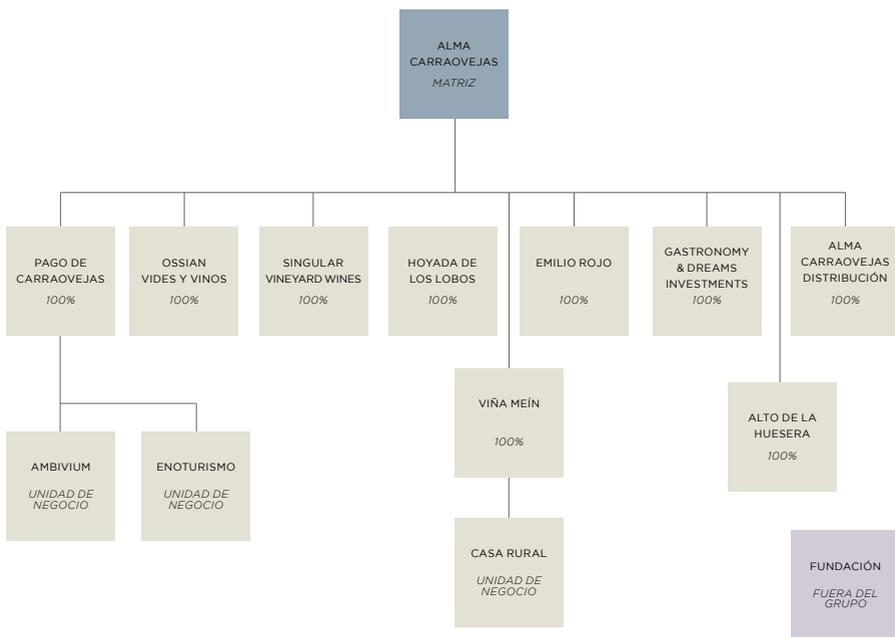 ALMA
CARRAOVEJAS
MATRIZ
PAGO DE
CARRAOVEJAS
100%
OSSIAN
VIDES Y VINOS
100%
SINGULAR
VINEYARD WINES
100%
HOYADA DE
LOS LOBOS
100%
EMILIO ROJO
100%
GASTRONOMY
& DREAMS
INVESTMENTS
100%
ALMA
CARRAOVEJAS
DISTRIBUCIÓN
100%
VIÑA MEÍN
100%
ALTO DE LA
HUESERA
100%
AMBIVIUM
UNIDAD DE
NEGOCIO
ENOTURISMO
UNIDAD DE
NEGOCIO
CASA RURAL
UNIDAD DE
NEGOCIO
FUNDACIÓN
FUERA DEL
GRUPO